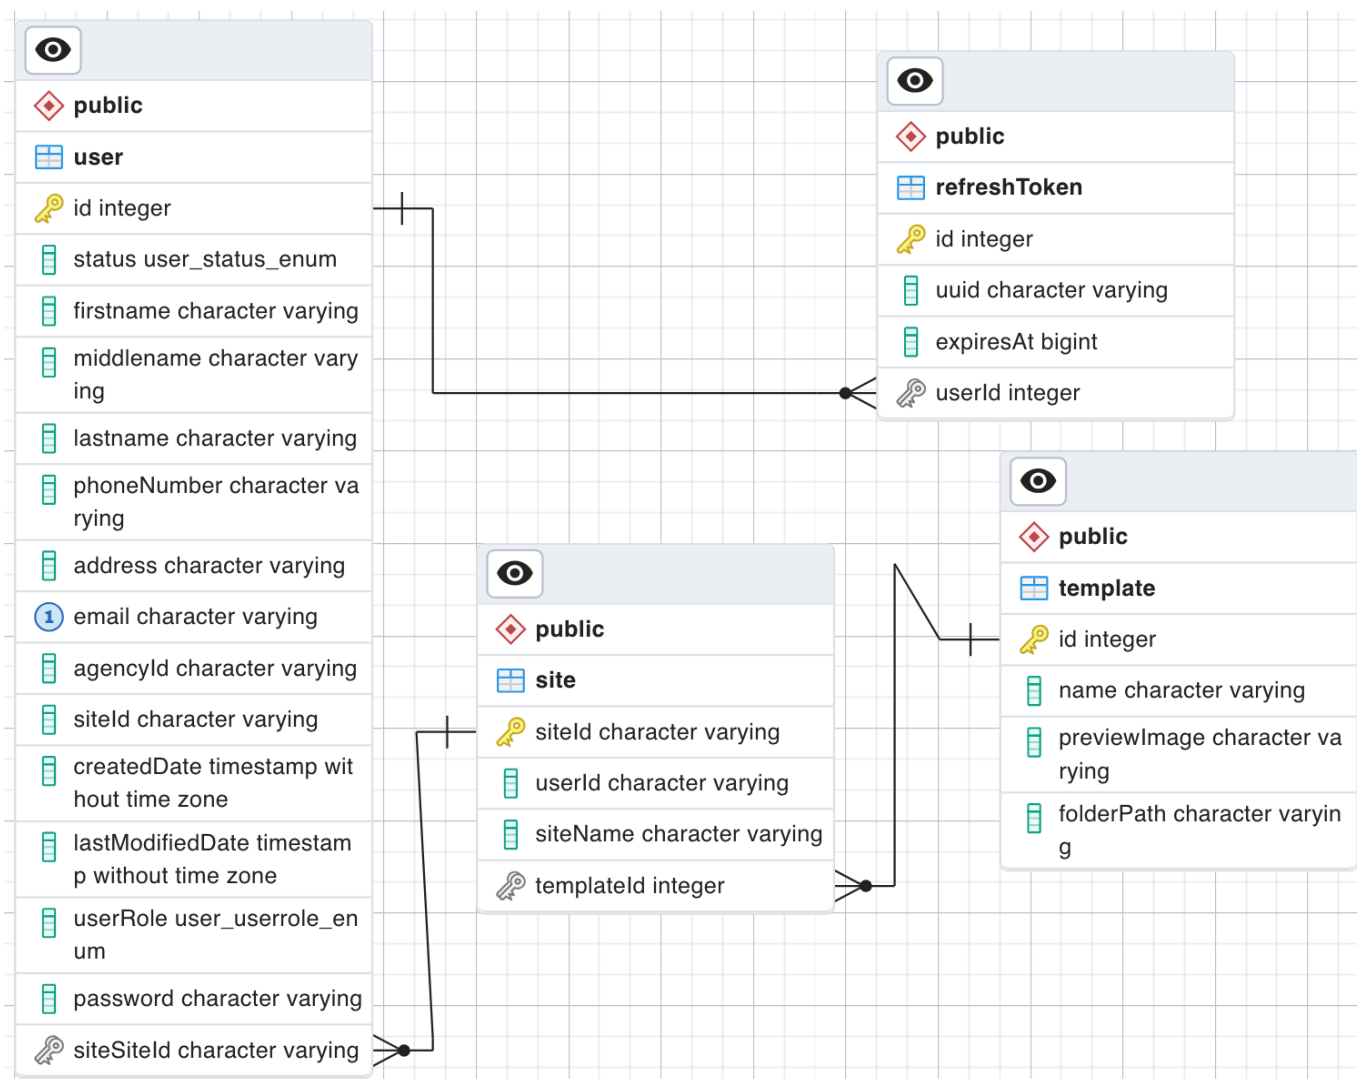 public
user
id integer
status user_status_enum
firstname character varying
middlename character vary
ing
lastname character varying
phoneNumber character va
rying
address character varying
1 email character varying
agencyId character varying
siteId character varying
createdDate timestamp wit
hout time zone
lastModifiedDate timestam
p without time zone
userRole user_userrole_en
um
password character varying
siteSiteId character varying
public
refreshToken
id integer
uuid character varying
expiresAt bigint
userId integer
public
site
siteId character varying
userId character varying
siteName character varying
templateId integer
public
template
id integer
name character varying
previewImage character va
rying
folderPath character varyin
g